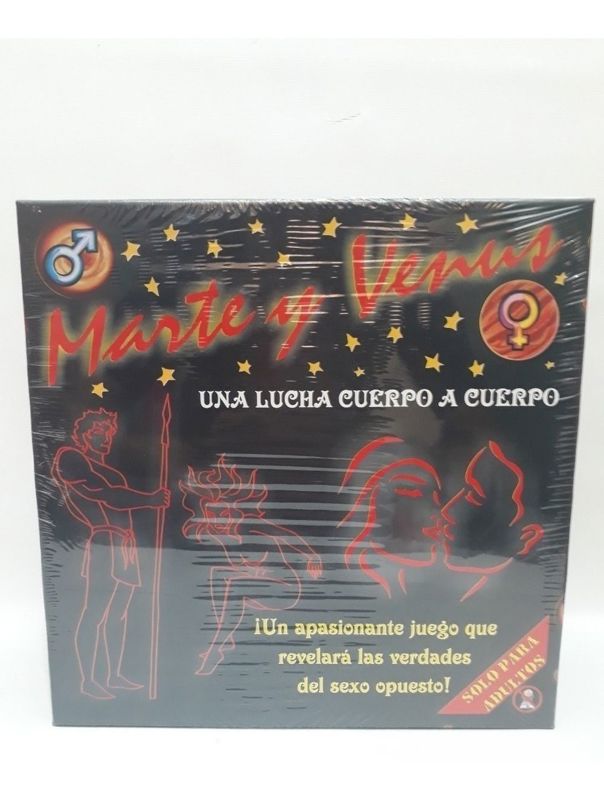 Marte y Venus
UNA LUCHA CUERPO A CUERPO
¡Un apasionante juego que
revelará las verdades
del sexo opuesto!
SOLO PARA
ADULTOS